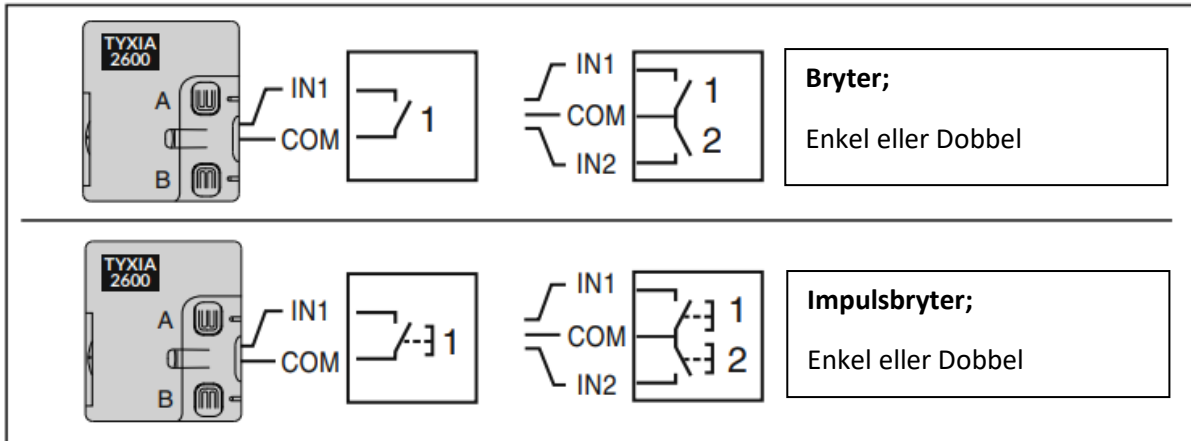 TYXIA
2600
A
B
IN1
COM
1
IN1
COM
IN2
1
2
Bryter;
Enkel eller Dobbel
TYXIA
2600
A
B
IN1
COM
1
IN1
COM
IN2
1
2
Impulsbryter;
Enkel eller Dobbel